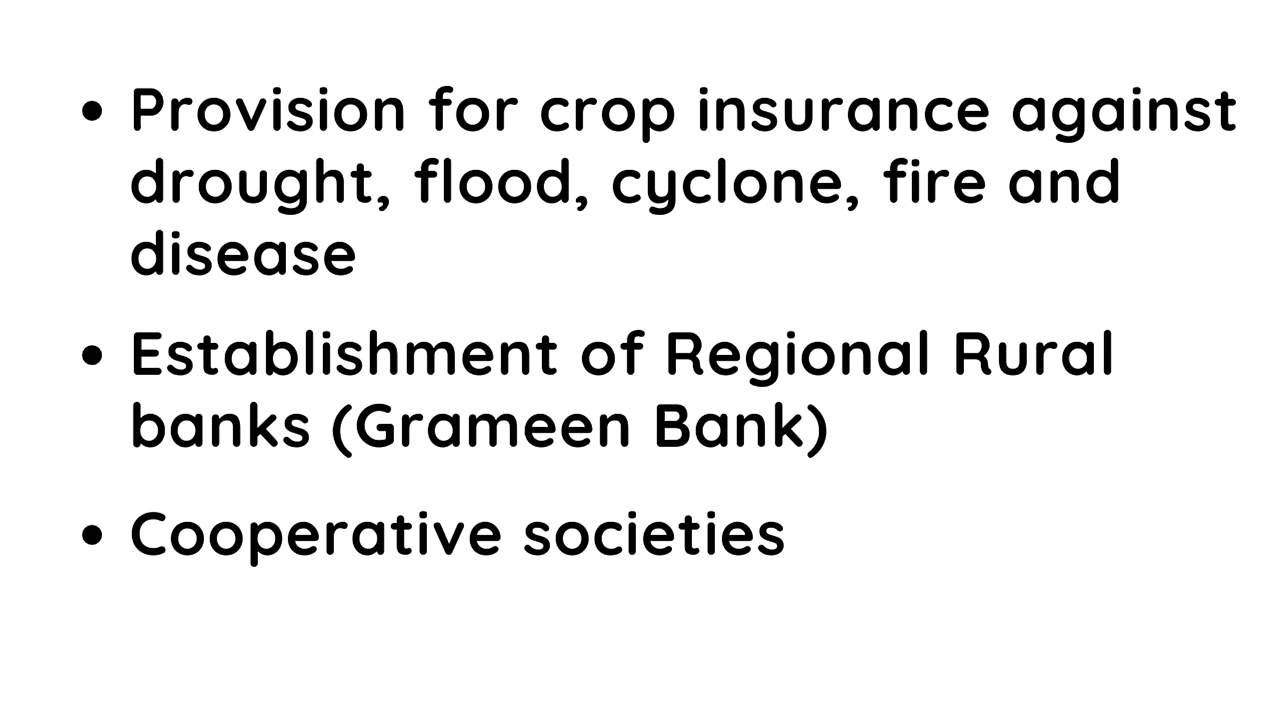 • Provision for crop insurance against
drought, flood, cyclone, fire and
disease
• Establishment of Regional Rural
banks (Grameen Bank)
• Cooperative societies